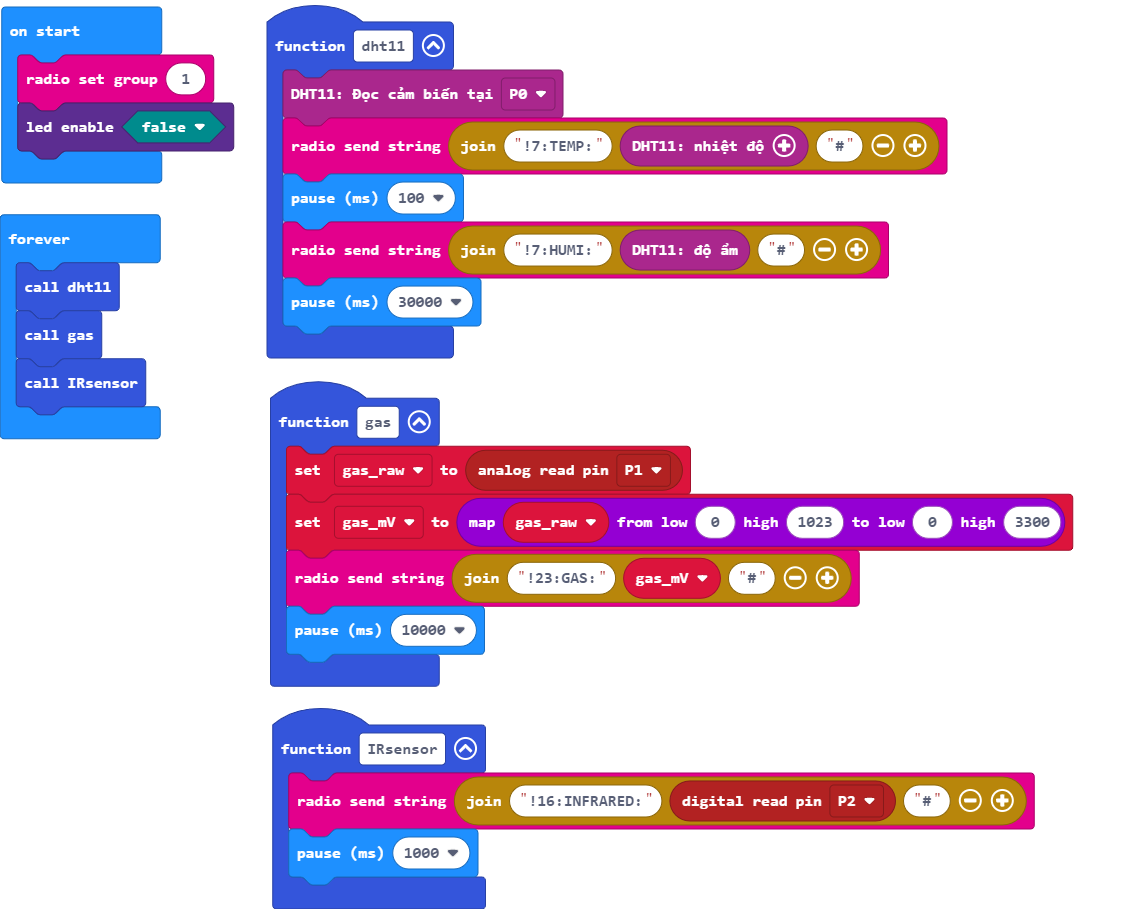 on start
radio set group 1
led enable false
forever
call dht11
call gas
call IRsensor
function dht11
DHT11: Đọc cảm biến tại P0
radio send string join "!7:TEMP:" DHT11: nhiệt độ "#"
pause (ms) 100
radio send string join "!7:HUMI:" DHT11: độ ẩm "#"
pause (ms) 30000
function gas
set gas_raw to analog read pin P1
set gas_mV to map gas_raw from low 0 high 1023 to low 0 high 3300
radio send string join "!23:GAS:" gas_mV "#"
pause (ms) 10000
function IRsensor
radio send string join "!16:INFRARED:" digital read pin P2 "#"
pause (ms) 1000